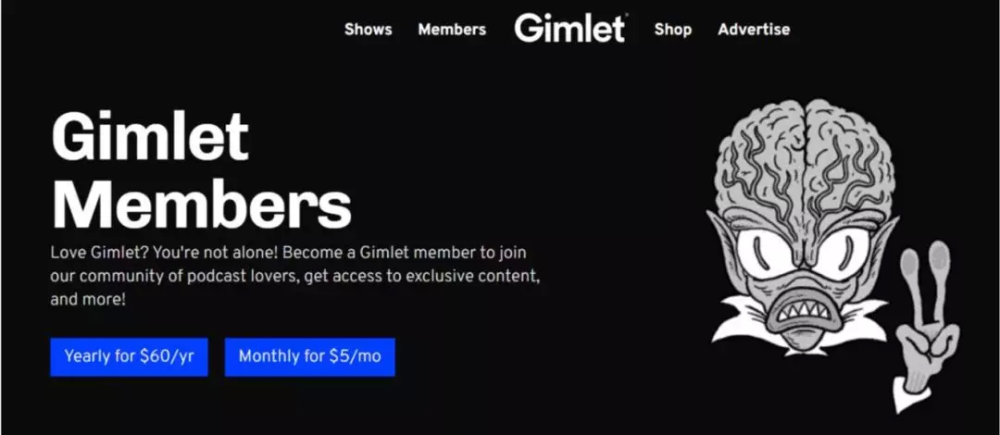 Shows Members Gimlet Shop Advertise
Gimlet
Members
Love Gimlet? You're not alone! Become a Gimlet member to join
our community of podcast lovers, get access to exclusive content,
and more!
Yearly for $60/yr Monthly for $5/mo